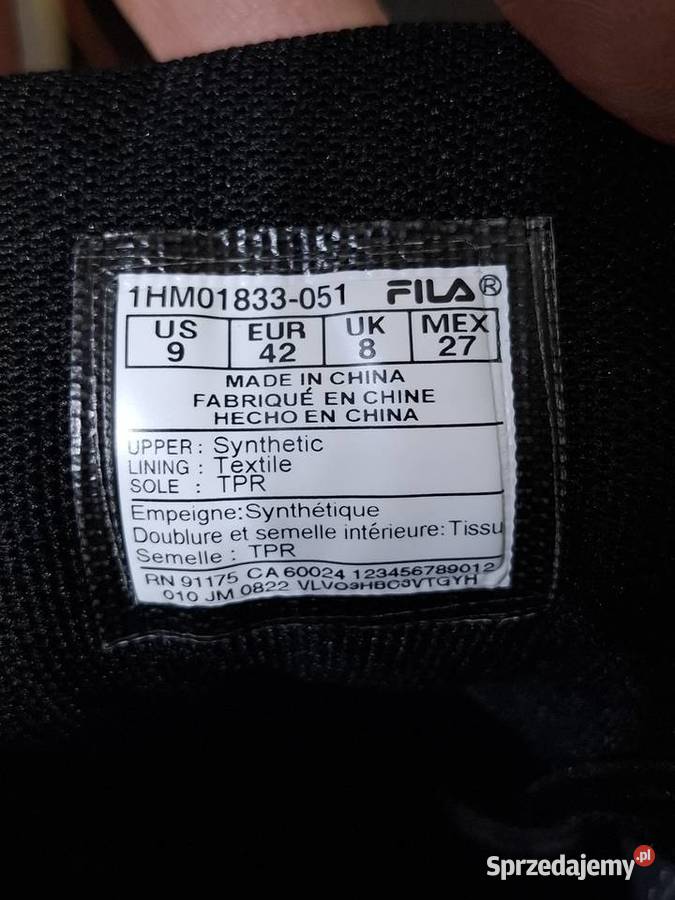 1HM01833-051 FILA®
US EUR UK MEX
9 42 8 27
MADE IN CHINA
FABRIQUÉ EN CHINE
HECHO EN CHINA
UPPER : Synthetic
LINING : Textile
SOLE : TPR
Empeigne:Synthétique
Doublure et semelle intérieure:Tissu
Semelle : TPR
RN 91175 CA 60024 123456789012
010 JM 0822
Sprzedajemy.pl